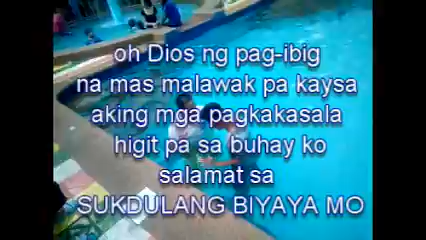 oh Dios ng pag-ibig
na mas malawak pa kaysa
aking mga pagkakasala
higit pa sa buhay ko
salamat sa
SUKDULANG BIYAYA MO